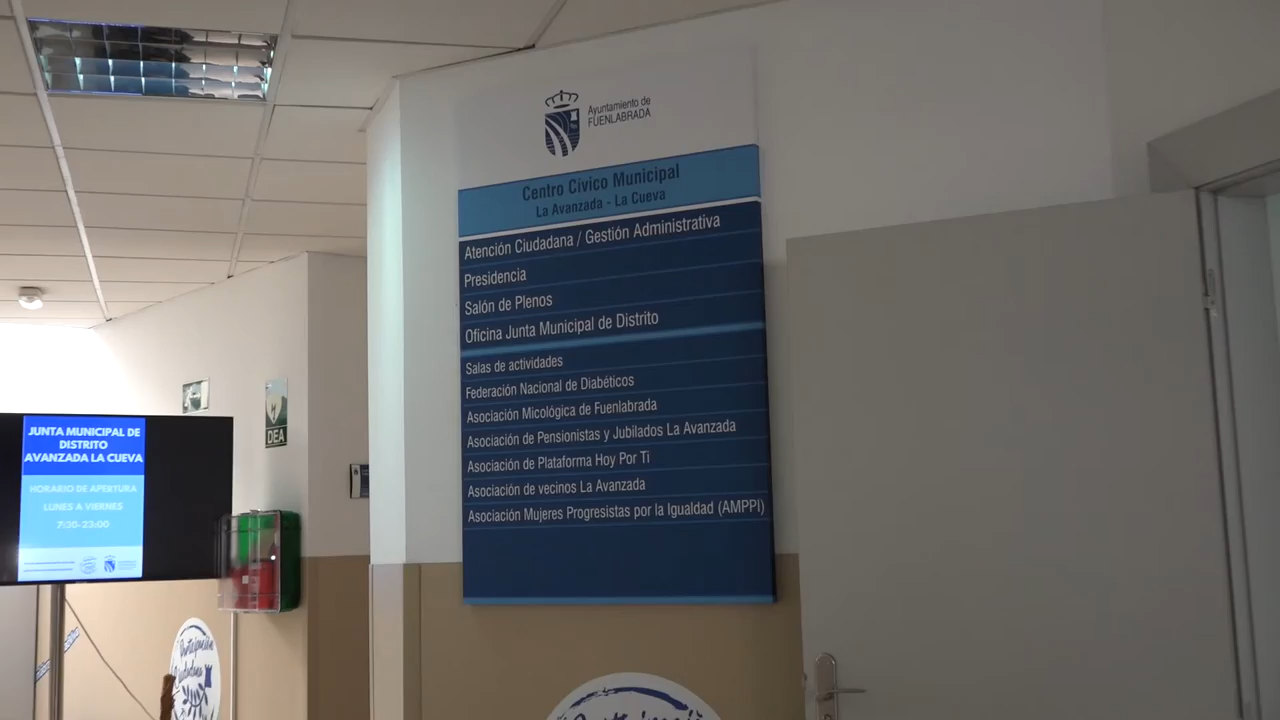 Ayuntamiento de
FUENLABRADA
Centro Cívico Municipal
La Avanzada - La Cueva
Atención Ciudadana / Gestión Administrativa
Presidencia
Salón de Plenos
Oficina Junta Municipal de Distrito
Salas de actividades
Federación Nacional de Diabéticos
Asociación Micológica de Fuenlabrada
Asociación de Pensionistas y Jubilados La Avanzada
Asociación de Plataforma Hoy Por Ti
Asociación de vecinos La Avanzada
Asociación Mujeres Progresistas por la Igualdad (AMPPI)
DEA
JUNTA MUNICIPAL DE
DISTRITO
AVANZADA LA CUEVA
HORARIO DE APERTURA
LUNES A VIERNES
7:30-23:00
Participación
Ciudadana